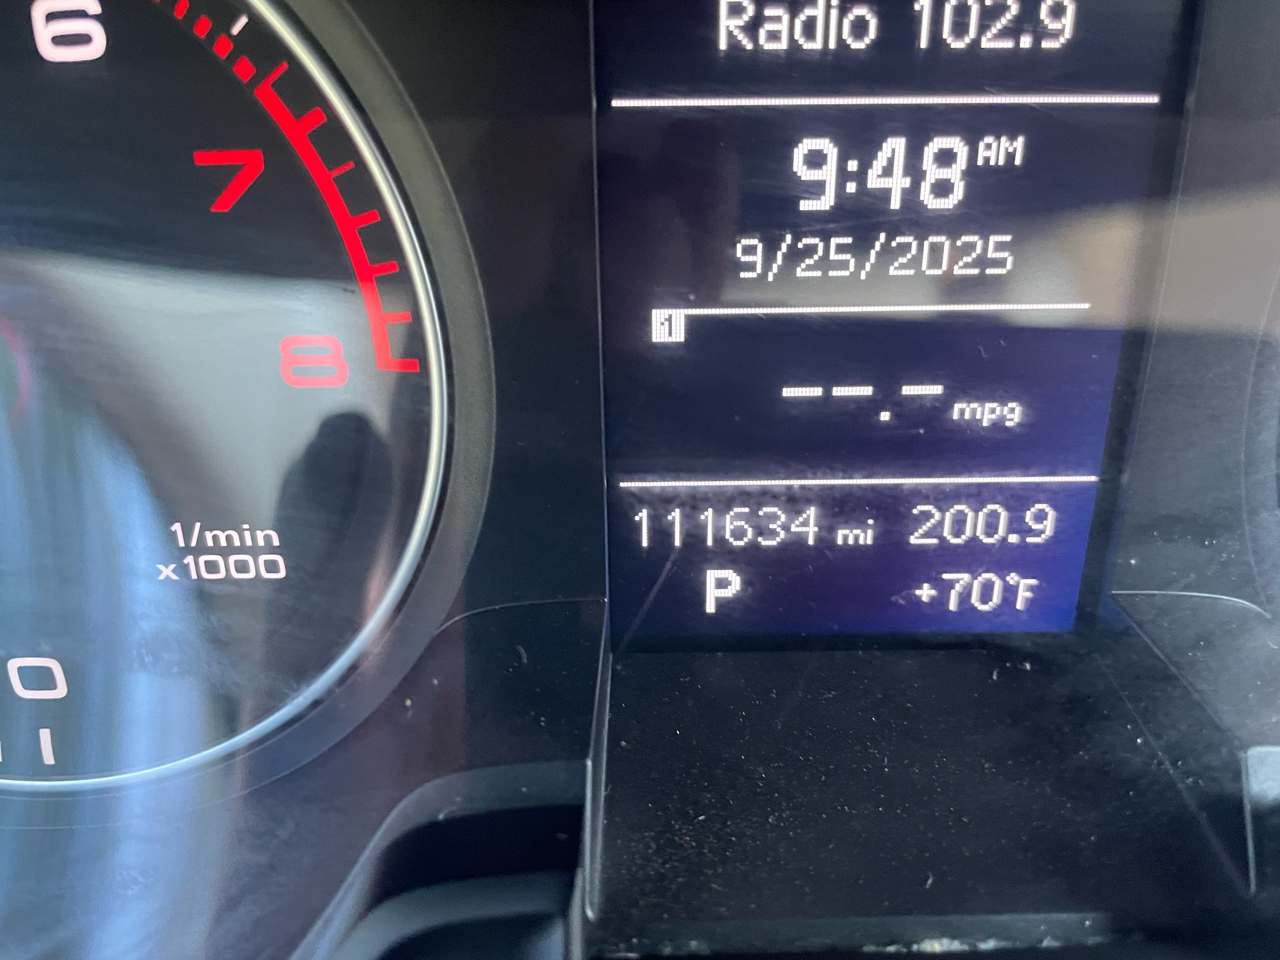 6
7
8
1/min
x1000
0
Radio 102.9
9:48 AM
9/25/2025
1
--.- mpg
111634 mi 200.9
P +70°F